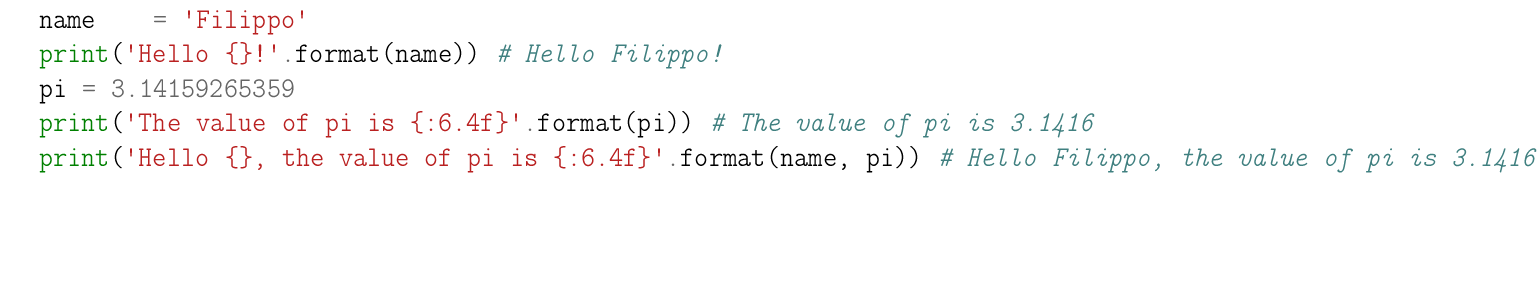 name    = 'Filippo'
print('Hello {}!'.format(name)) # Hello Filippo!
pi = 3.14159265359
print('The value of pi is {:6.4f}'.format(pi)) # The value of pi is 3.1416
print('Hello {}, the value of pi is {:6.4f}'.format(name, pi)) # Hello Filippo, the value of pi is 3.1416